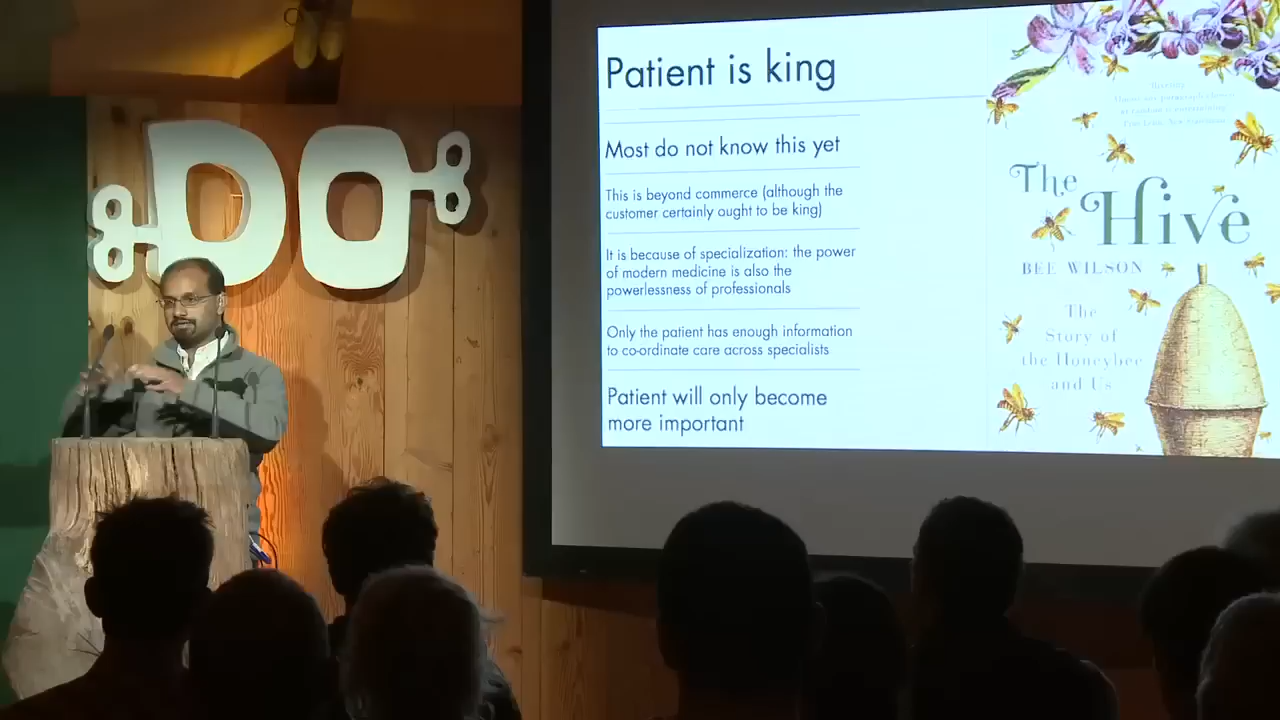 DO
Patient is king
Most do not know this yet
This is beyond commerce (although the
customer certainly ought to be king)
It is because of specialization: the power
of modern medicine is also the
powerlessness of professionals
Only the patient has enough information
to co-ordinate care across specialists
Patient will only become
more important
The
Hive
BEE WILSON
The
Story of
the Honeybee
and Us